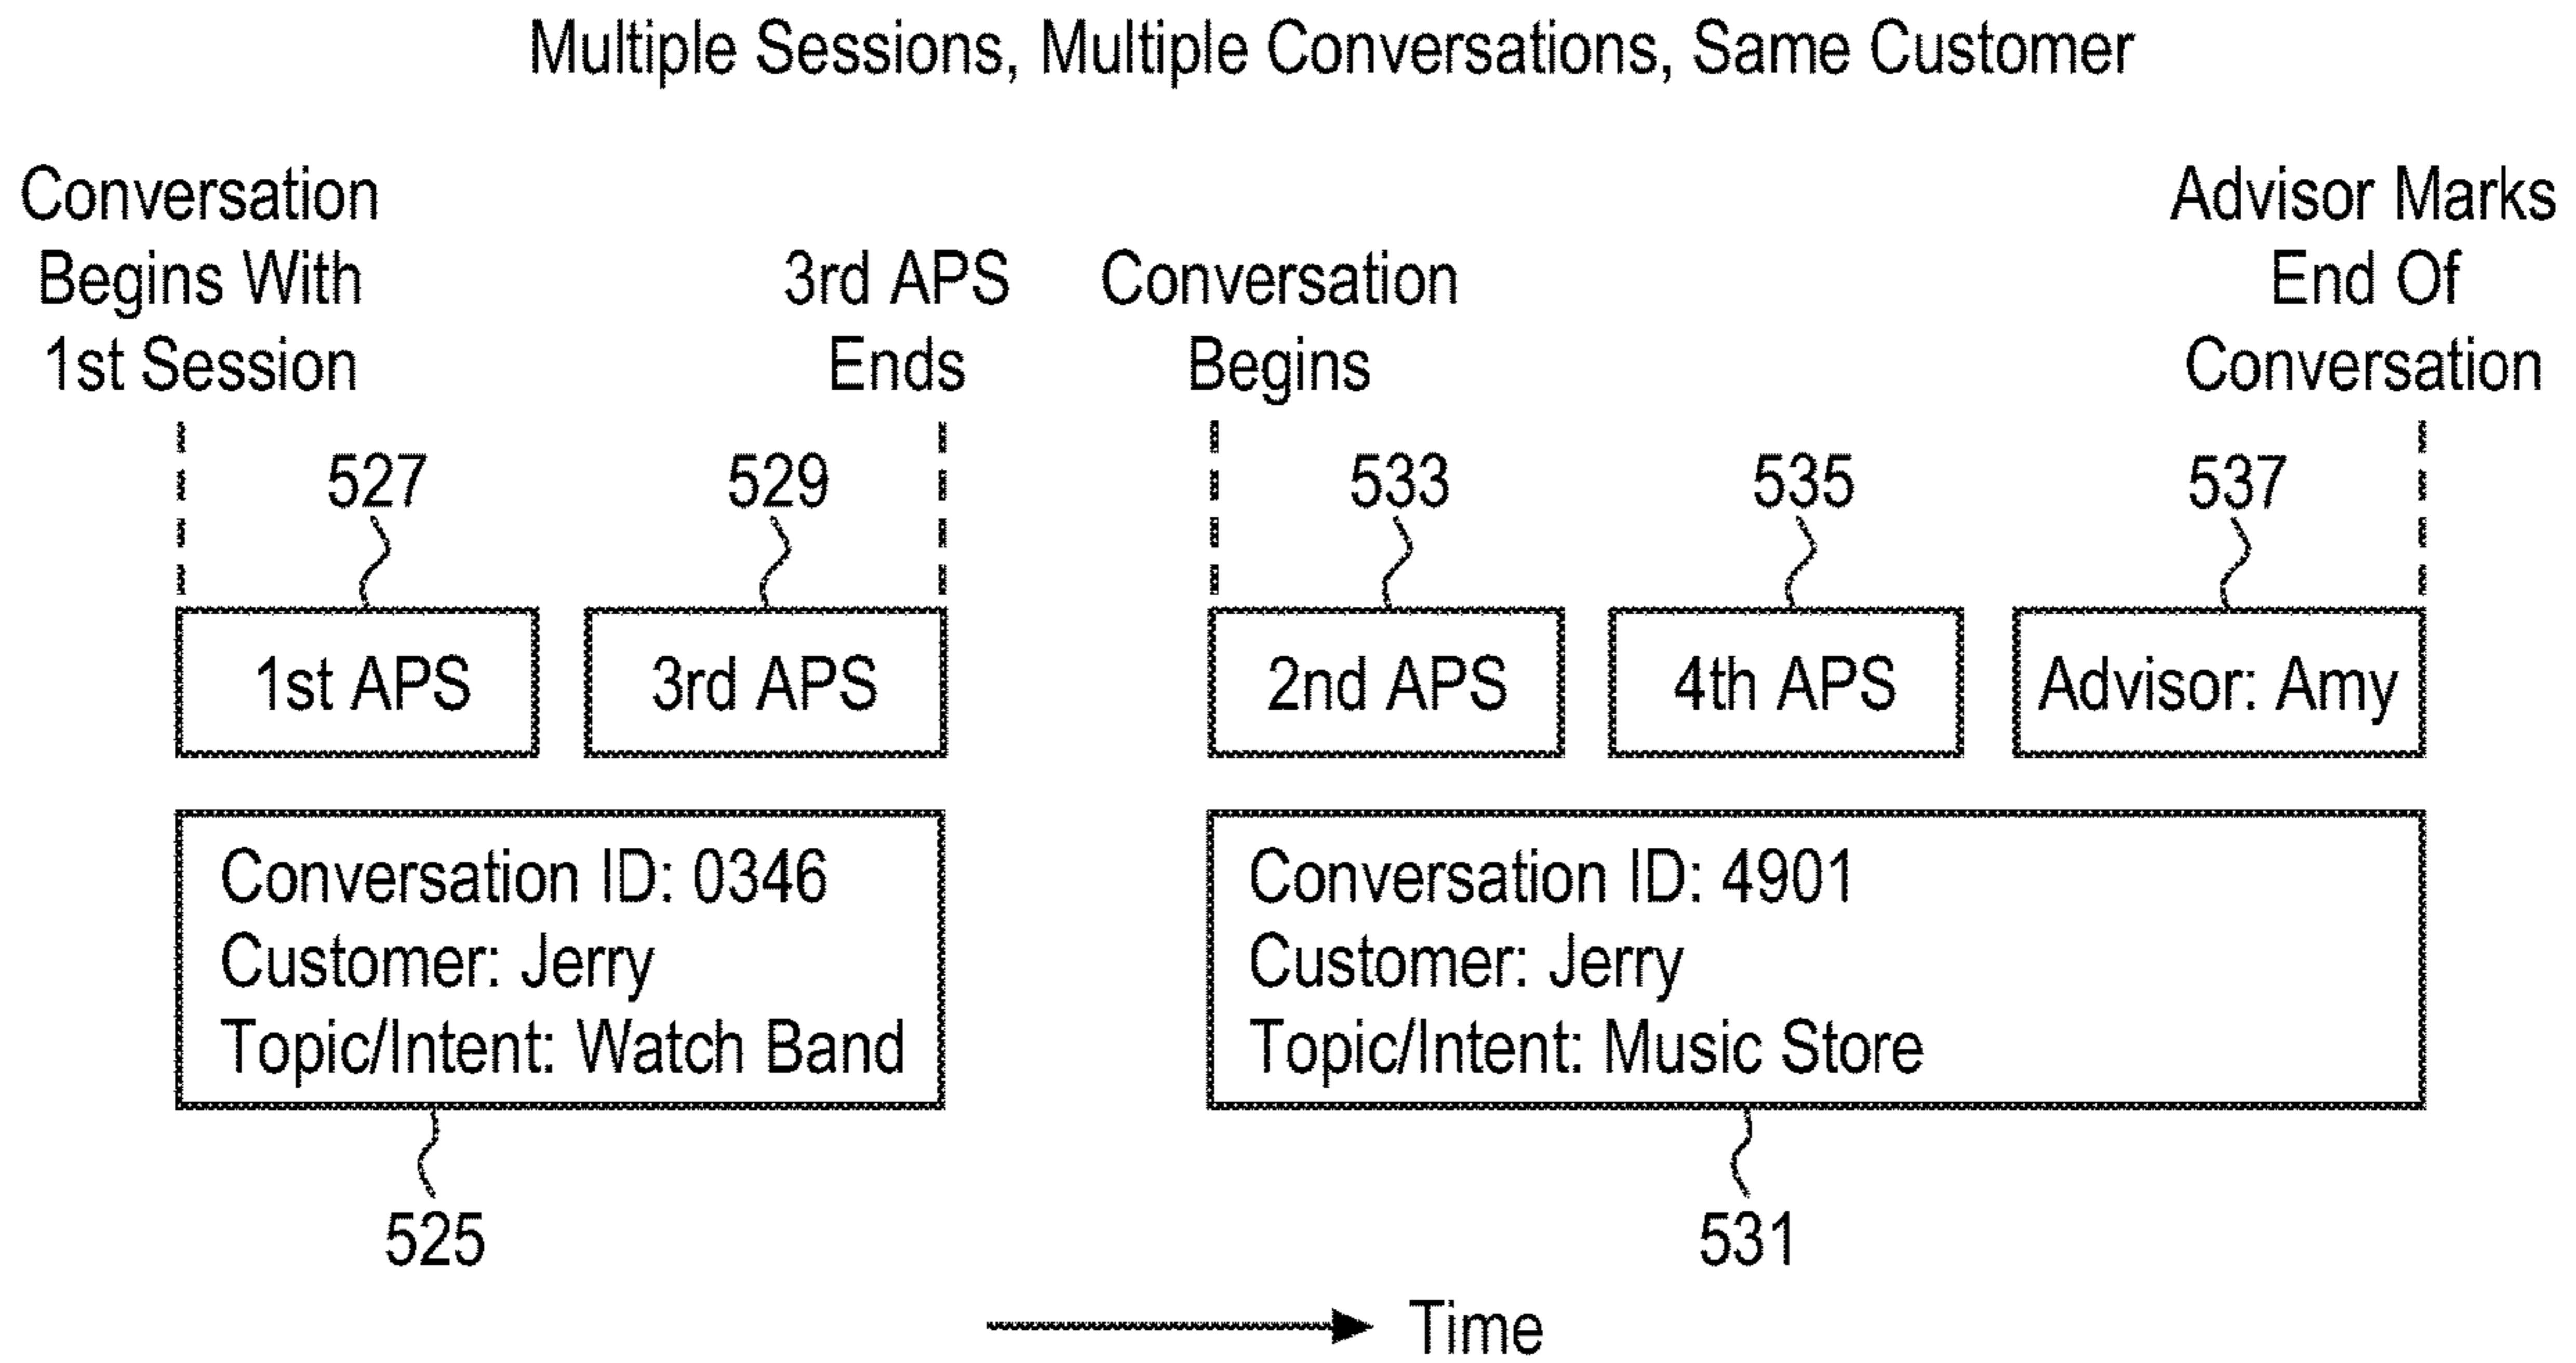 Multiple Sessions, Multiple Conversations, Same Customer
Conversation
Begins With
1st Session
3rd APS
Ends
Conversation
Begins
Advisor Marks
End Of
Conversation
527
529
533
535
537
1st APS
3rd APS
2nd APS
4th APS
Advisor: Amy
Conversation ID: 0346
Customer: Jerry
Topic/Intent: Watch Band
Conversation ID: 4901
Customer: Jerry
Topic/Intent: Music Store
525
531
Time